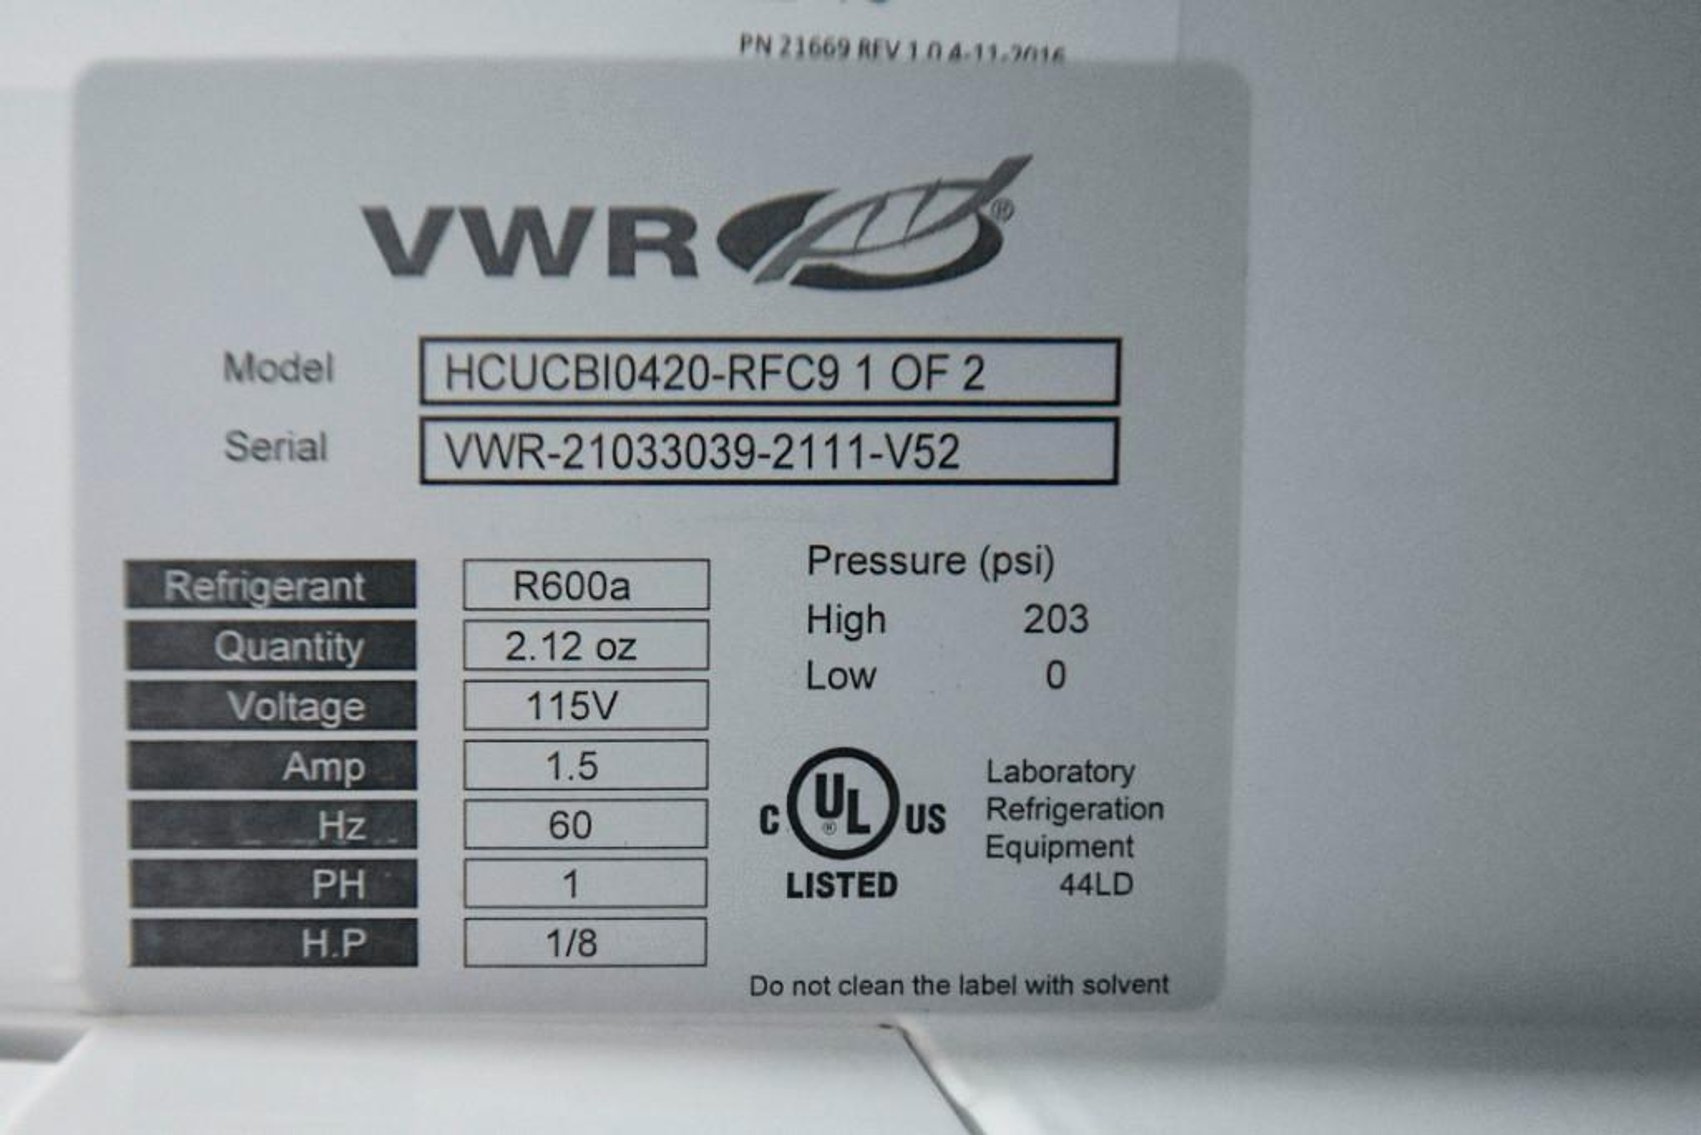 PN 21669 REV 1.0 4-11-2016
VWR®
Model HCUCBI0420-RFC9 1 OF 2
Serial VWR-21033039-2111-V52
Refrigerant R600a
Quantity 2.12 oz
Voltage 115V
Amp 1.5
Hz 60
PH 1
H.P 1/8
Pressure (psi)
High 203
Low 0
C UL® US
LISTED
Laboratory
Refrigeration
Equipment
44LD
Do not clean the label with solvent